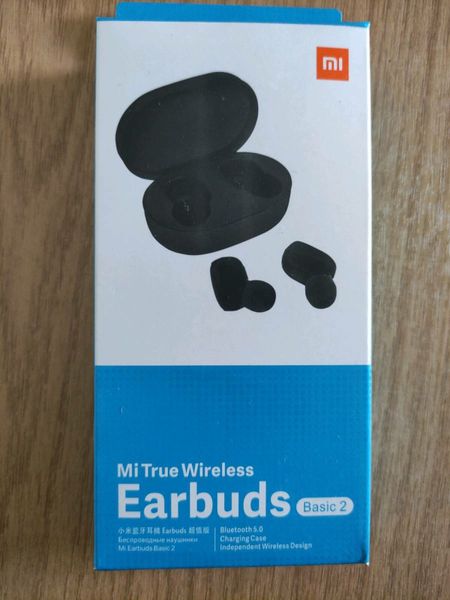 mi
Mi True Wireless
Earbuds Basic 2
小米蓝牙耳机 Earbuds 超值版
Беспроводные наушники
Mi Earbuds Basic 2
Bluetooth 5.0
Charging Case
Independent Wireless Design